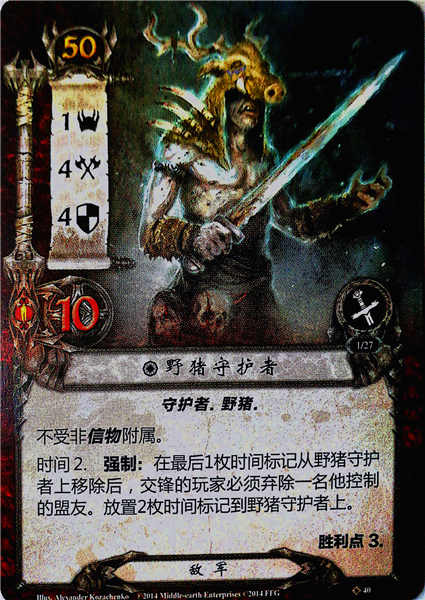 50
1
4
4
10
1/27
野猪守护者
守护者. 野猪.
不受非信物附属。
时间 2. 强制：在最后1枚时间标记从野猪守护
者上移除后，交锋的玩家必须弃除一名他控制
的盟友。放置2枚时间标记到野猪守护者上。
胜利点 3.
敌军
Illus. Alexander Kozachenko ©2014 Middle-earth Enterprises ©2014 FFG 40